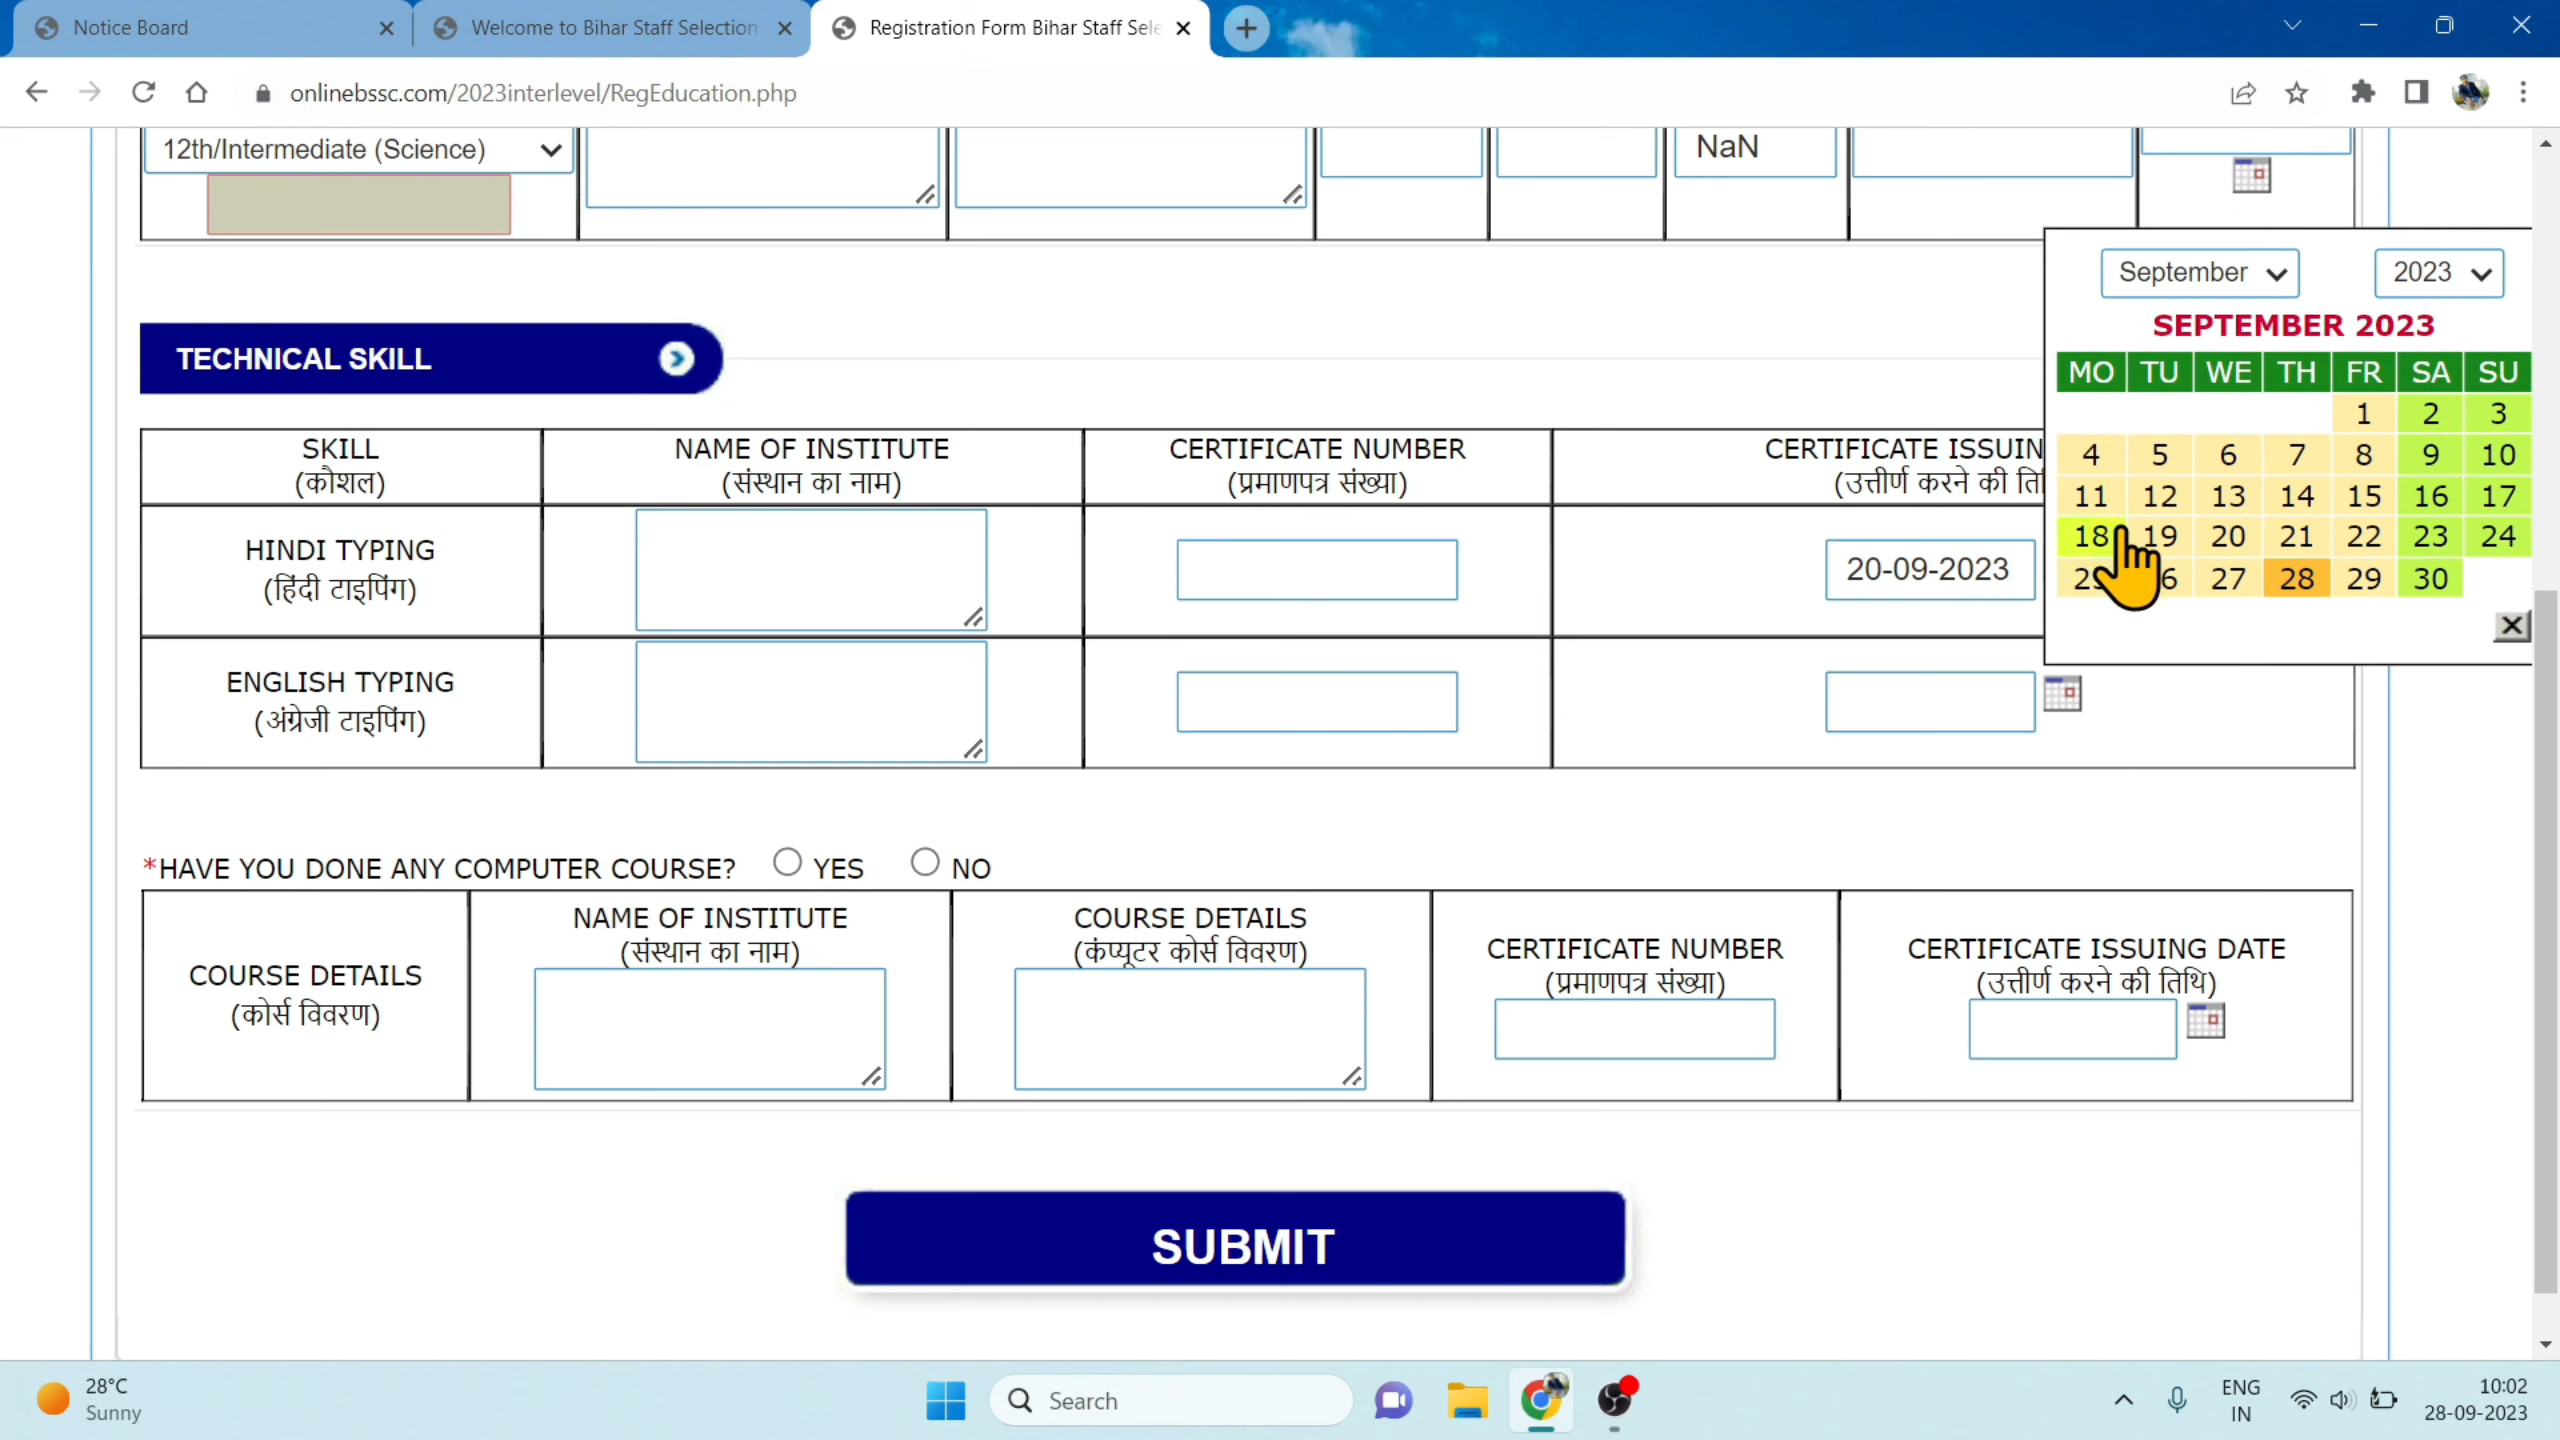 Notice Board
Welcome to Bihar Staff Selection
Registration Form Bihar Staff Sele
onlinebssc.com/2023interlevel/RegEducation.php
12th/Intermediate (Science)
NaN
September
2023
SEPTEMBER 2023
MO TU WE TH FR SA SU
1 2 3
4 5 6 7 8 9 10
11 12 13 14 15 16 17
18 19 20 21 22 23 24
27 28 29 30
TECHNICAL SKILL
SKILL
(कौशल)
NAME OF INSTITUTE
(संस्थान का नाम)
CERTIFICATE NUMBER
(प्रमाणपत्र संख्या)
CERTIFICATE ISSUIN
(उत्तीर्ण करने की ति
HINDI TYPING
(हिंदी टाइपिंग)
20-09-2023
ENGLISH TYPING
(अंग्रेजी टाइपिंग)
*HAVE YOU DONE ANY COMPUTER COURSE? YES NO
COURSE DETAILS
(कोर्स विवरण)
NAME OF INSTITUTE
(संस्थान का नाम)
COURSE DETAILS
(कंप्यूटर कोर्स विवरण)
CERTIFICATE NUMBER
(प्रमाणपत्र संख्या)
CERTIFICATE ISSUING DATE
(उत्तीर्ण करने की तिथि)
SUBMIT
28°C
Sunny
Search
ENG
IN
10:02
28-09-2023